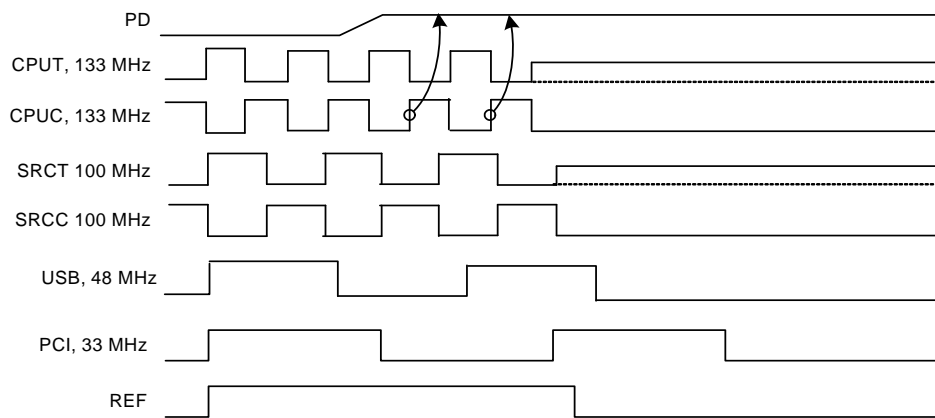 PD
CPUT, 133 MHz
CPUC, 133 MHz
SRCT 100 MHz
SRCC 100 MHz
USB, 48 MHz
PCI, 33 MHz
REF